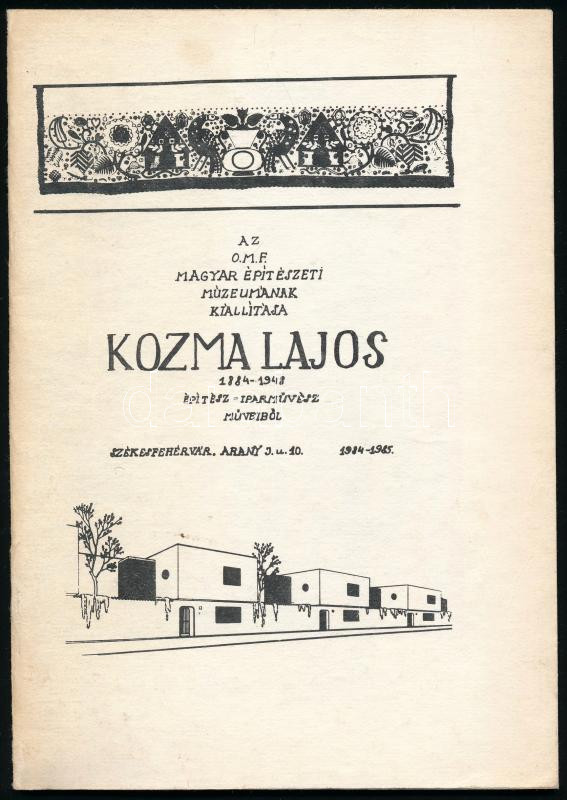 AZ
O.M.F.
MAGYAR ÉPÍTÉSZETI
MÚZEUMÁNAK
KIÁLLÍTÁSA
KOZMA LAJOS
1884-1948
ÉPÍTÉSZ=IPARMŰVÉSZ
MŰVEIBŐL
SZÉKESFEHÉRVÁR. ARANY J.u.10. 1984-1985.